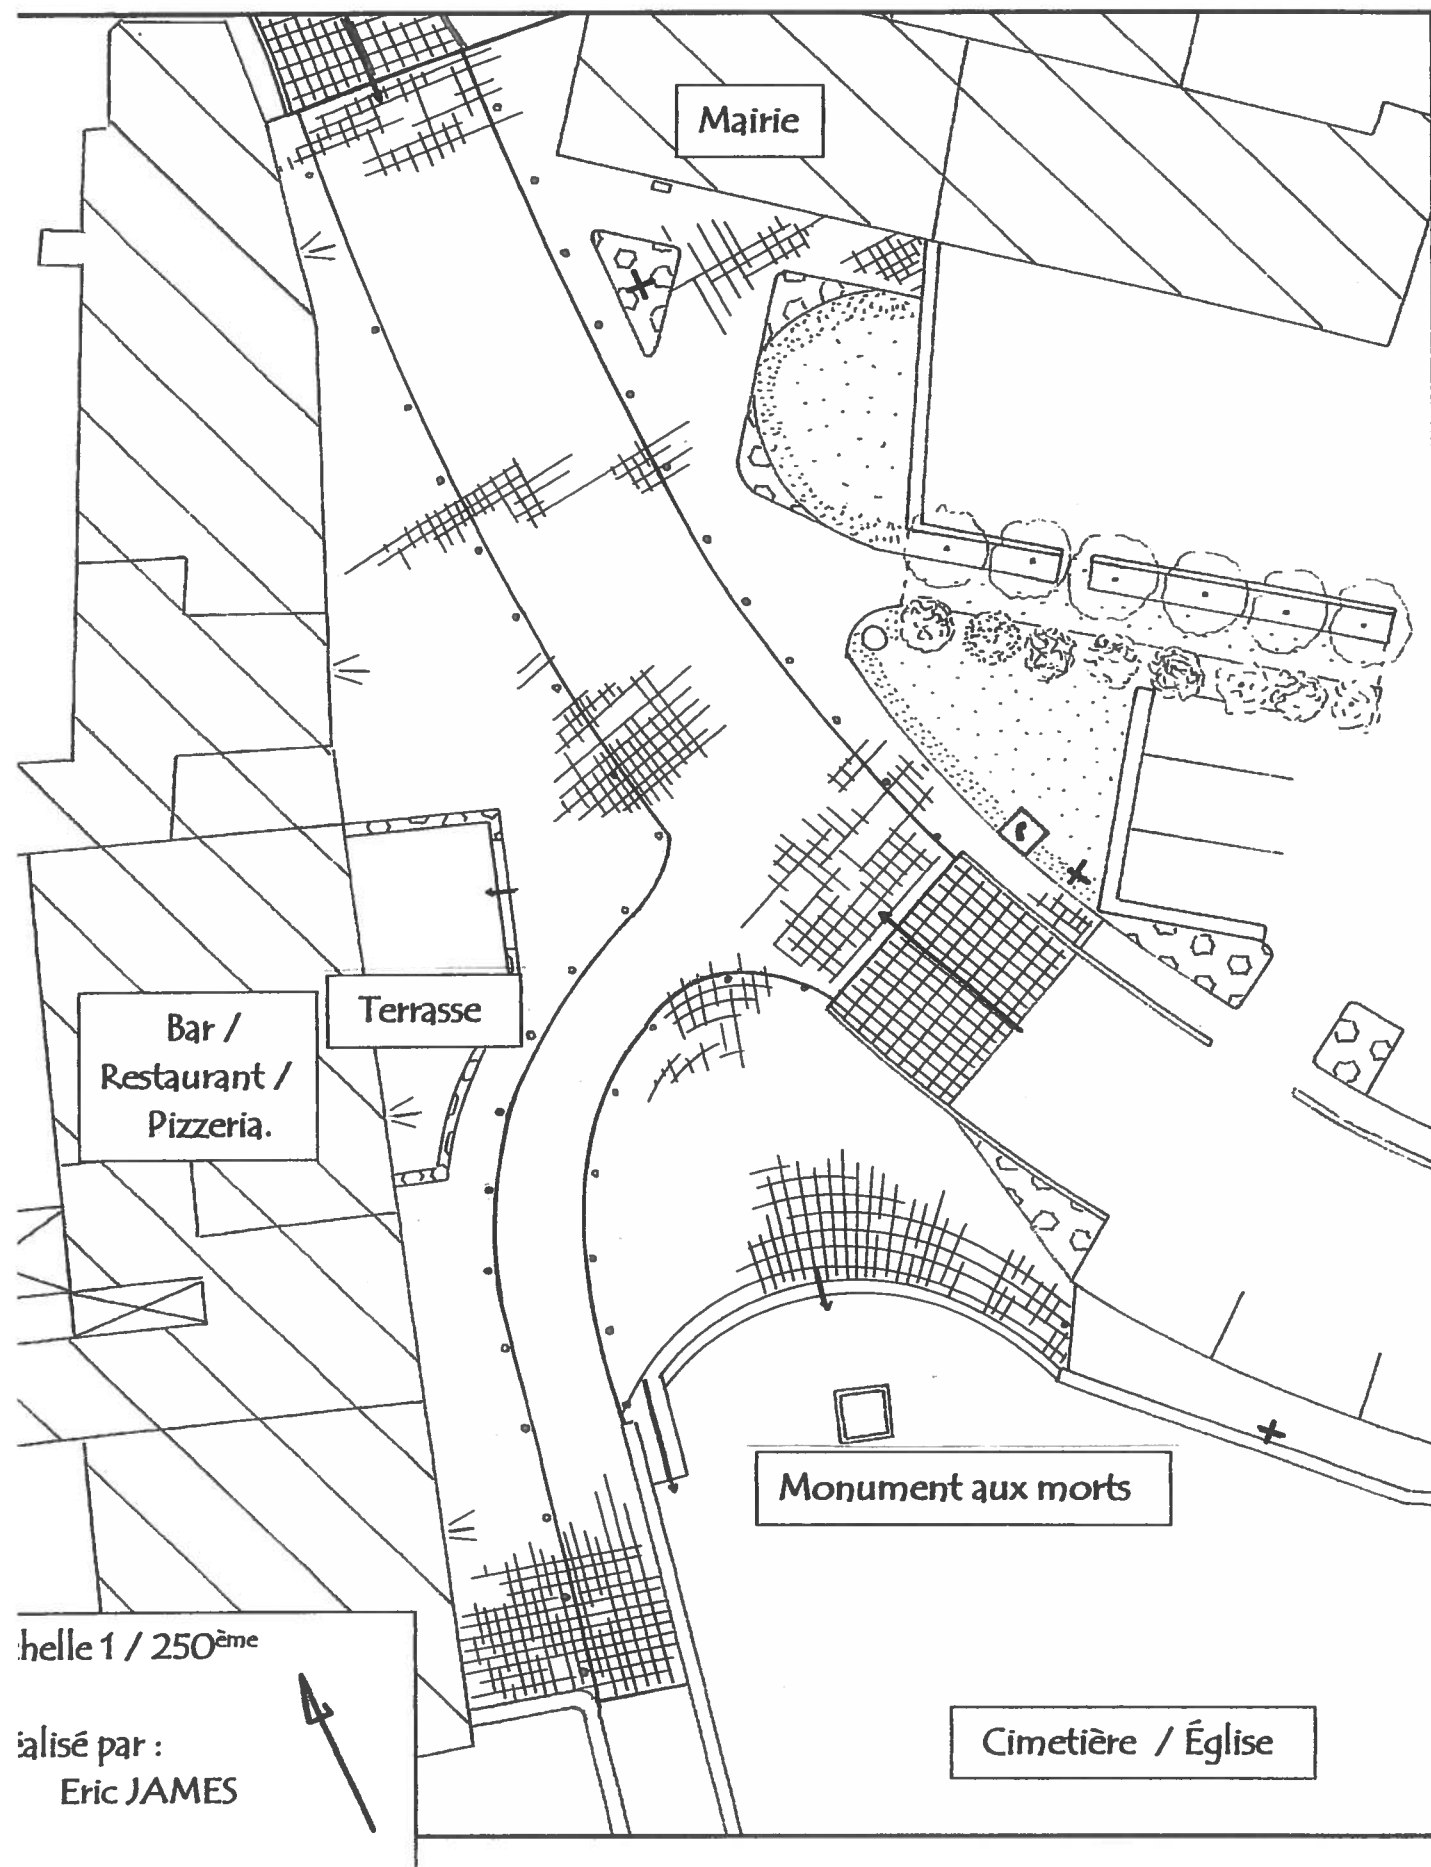 Mairie
Terrasse
Bar /
Restaurant /
Pizzeria.
Monument aux morts
helle 1 / 250ème
alisé par :
Eric JAMES
Cimetière / Église